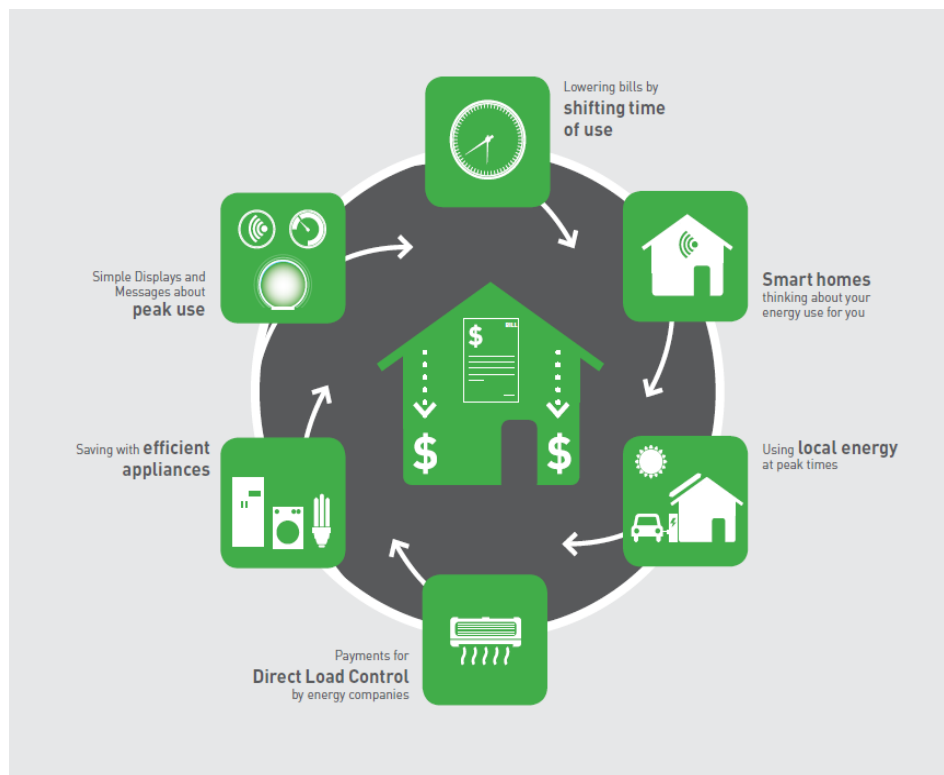 Lowering bills by
shifting time
of use
Simple Displays and
Messages about
peak use
Smart homes
thinking about your
energy use for you
BILL
$
$
$
Saving with efficient
appliances
Using local energy
at peak times
Payments for
Direct Load Control
by energy companies